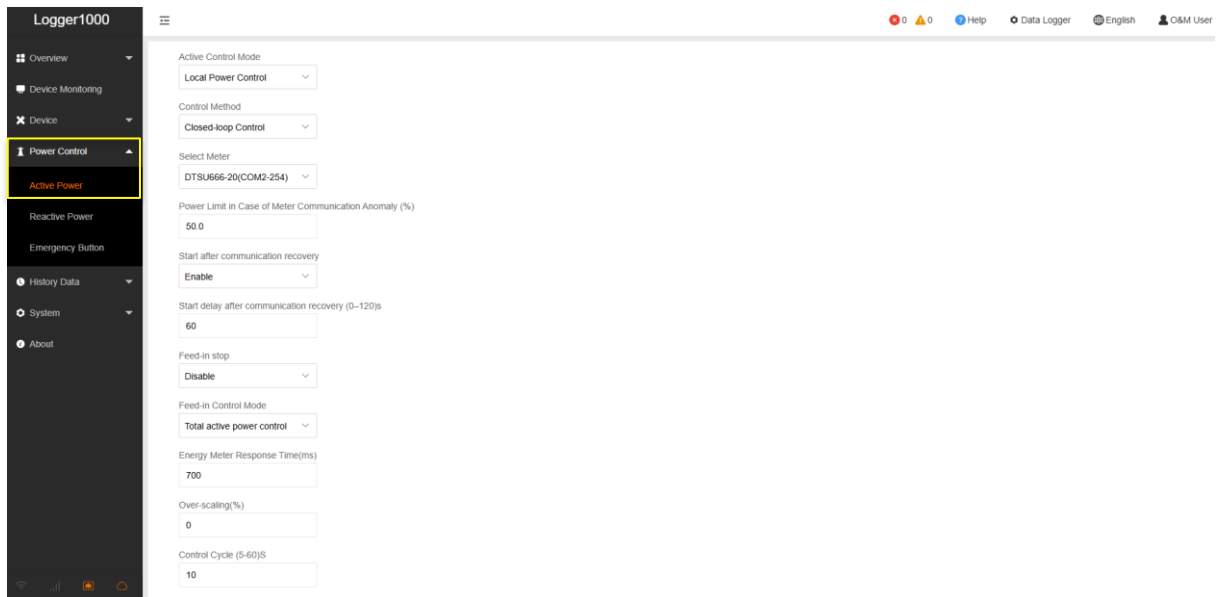 Logger1000
0
0
Help
Data Logger
English
O&M User
Overview
Device Monitoring
Device
Power Control
Active Power
Reactive Power
Emergency Button
History Data
System
About
Active Control Mode
Local Power Control
Control Method
Closed-loop Control
Select Meter
DTSU666-20(COM2-254)
Power Limit in Case of Meter Communication Anomaly (%)
50.0
Start after communication recovery
Enable
Start delay after communication recovery (0–120)s
60
Feed-in stop
Disable
Feed-in Control Mode
Total active power control
Energy Meter Response Time(ms)
700
Over-scaling(%)
0
Control Cycle (5-60)S
10